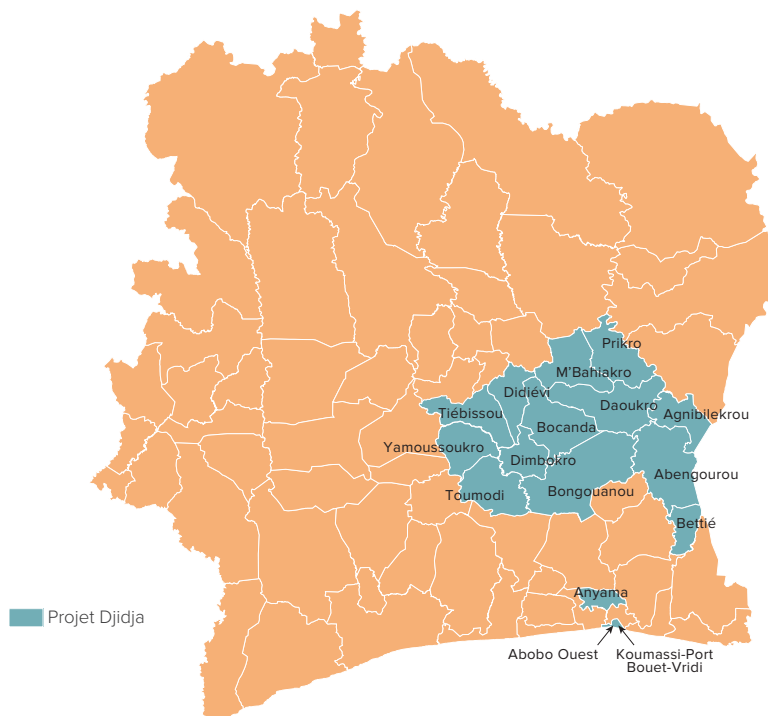 Prikro
M'Bahiakro
Didiévi
Daoukro
Tiébissou
Agnibilekrou
Bocanda
Yamoussoukro
Dimbokro
Abengourou
Toumodi
Bongouanou
Bettié
Anyama
Projet Djidja
Abobo Ouest
Koumassi-Port
Bouet-Vridi